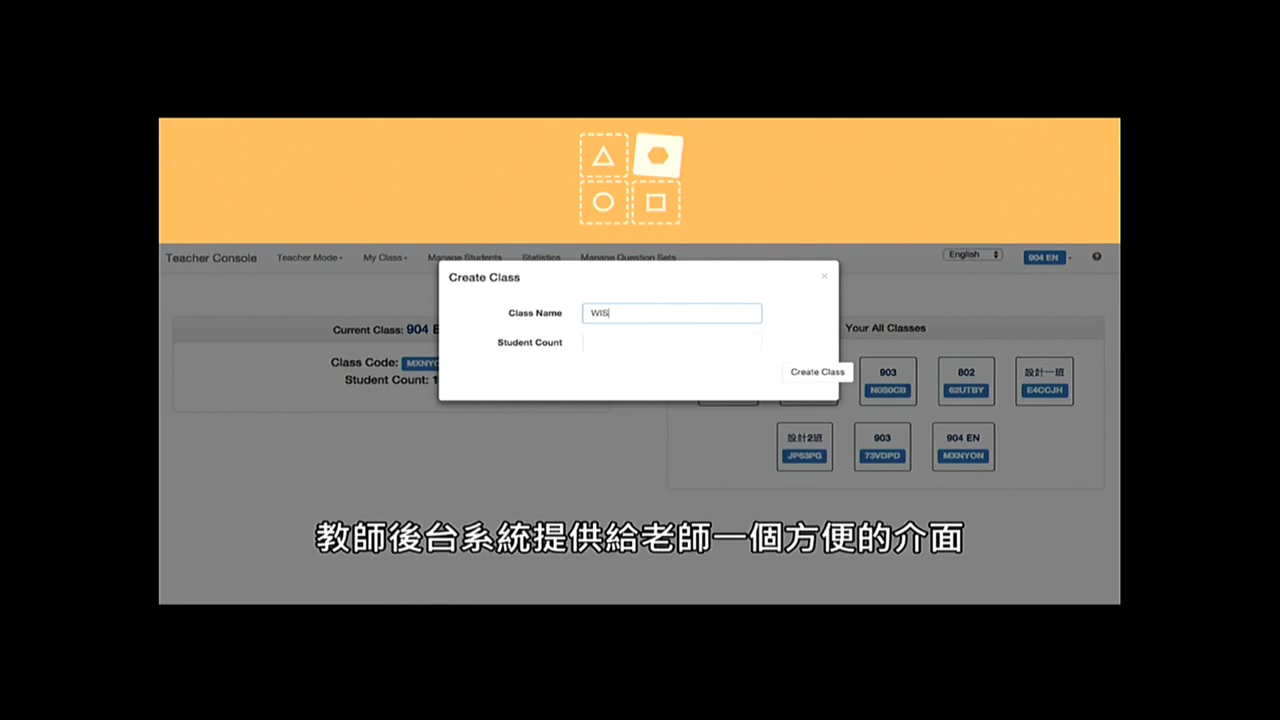 Teacher Console Teacher Mode My Class Manage Students Statistics Manage Question Sets English 904 EN
Create Class ×
Class Name WIS
Student Count
Create Class
Current Class: 904 E
Class Code: MXNYO
Student Count: 1
Your All Classes
903 802 設計一班
N0S0CB 62UTBY E4CCJH
設計2班 903 904 EN
JP63PG 73VDPD MXNYON
教師後台系統提供給老師一個方便的介面